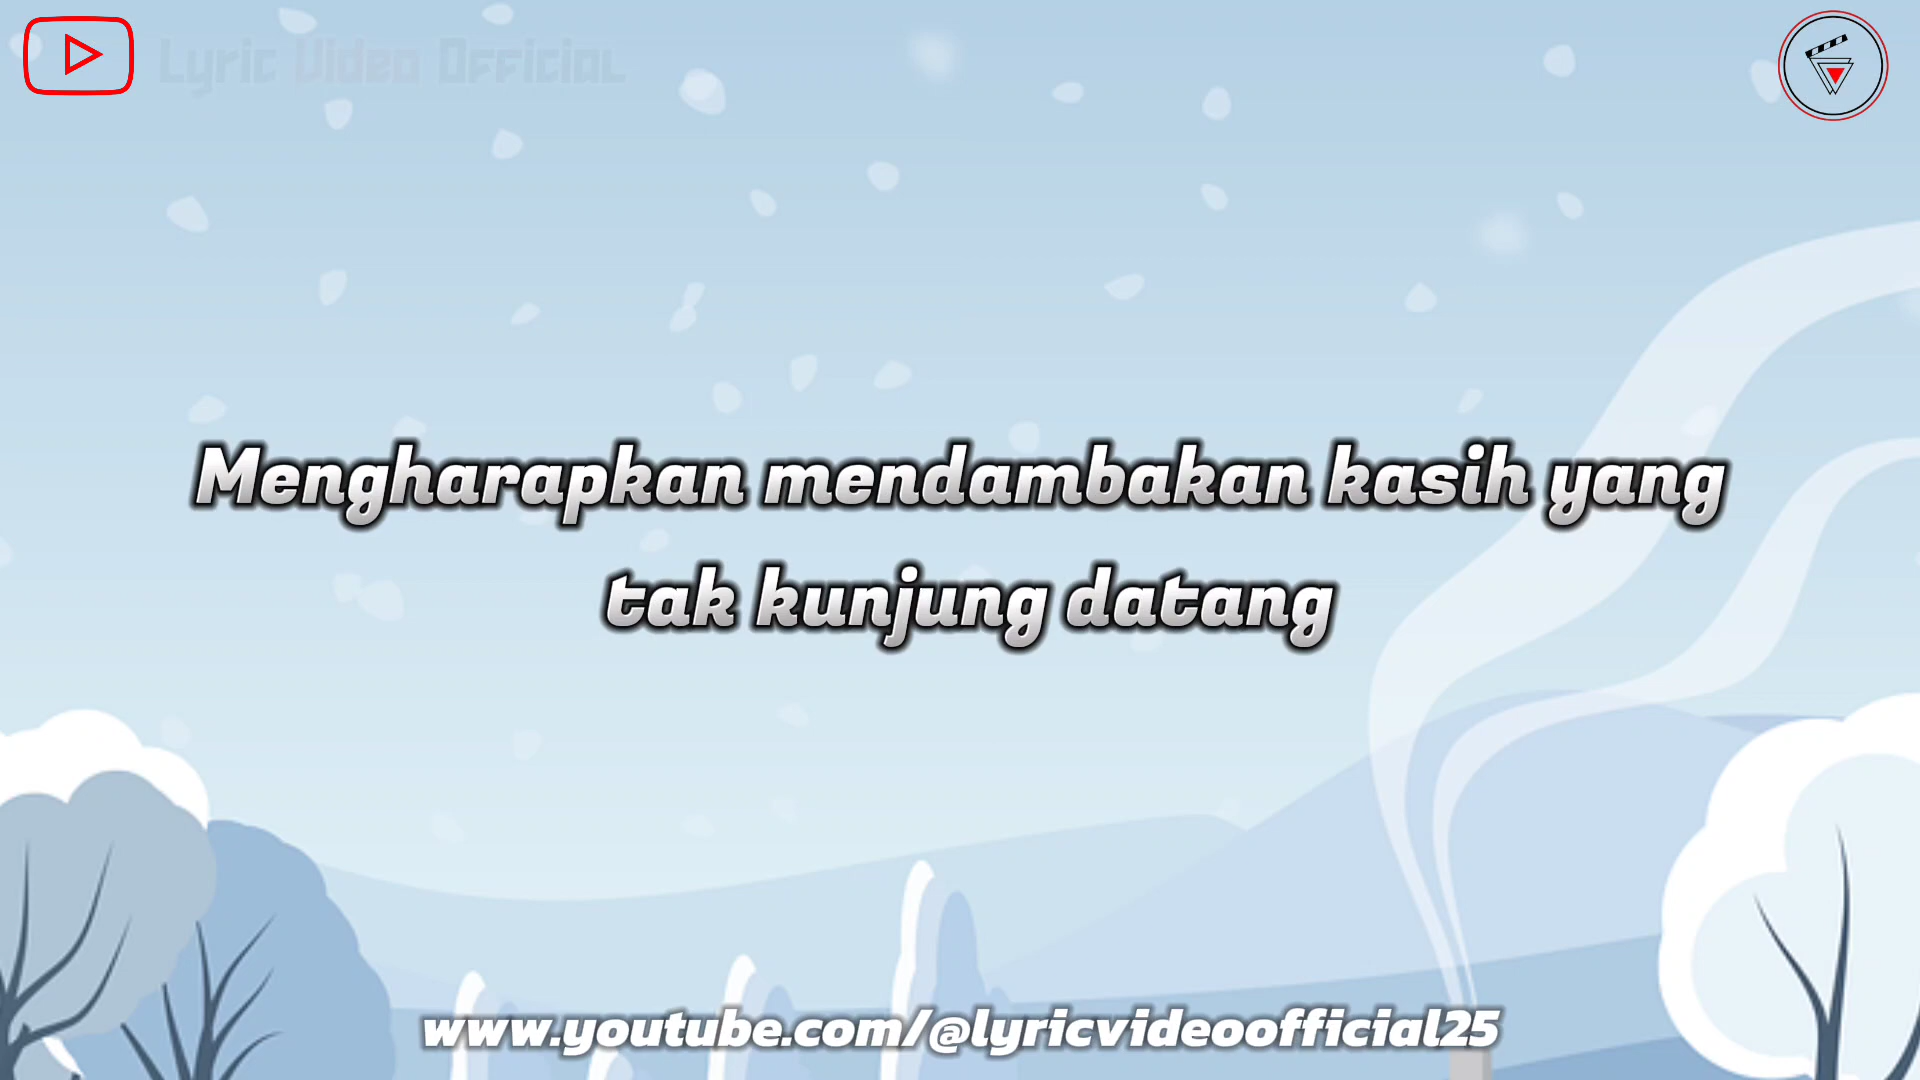 Lyric Video Official
Mengharapkan mendambakan kasih yang
tak kunjung datang
www.youtube.com/@lyricvideoofficial25